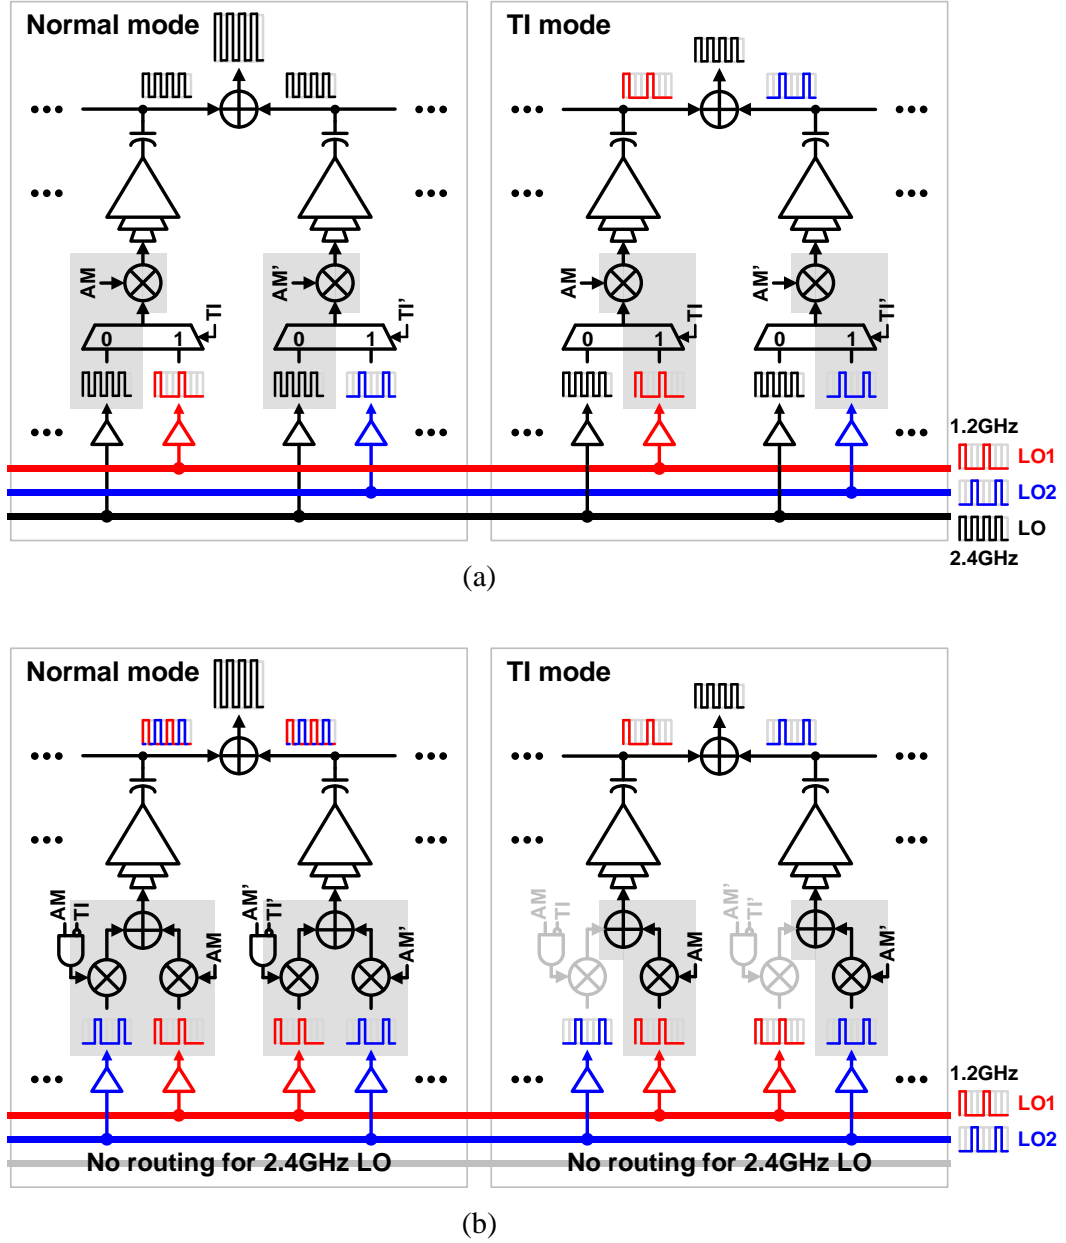 Normal mode
TI mode
AM
AM'
AM
AM'
TI
TI'
TI
TI'
0 1
0 1
0 1
0 1
1.2GHz
LO1
LO2
LO
2.4GHz
(a)
Normal mode
TI mode
AM
TI
AM'
TI'
AM
TI
AM'
TI'
AM
AM'
AM
AM'
1.2GHz
LO1
LO2
No routing for 2.4GHz LO
No routing for 2.4GHz LO
(b)